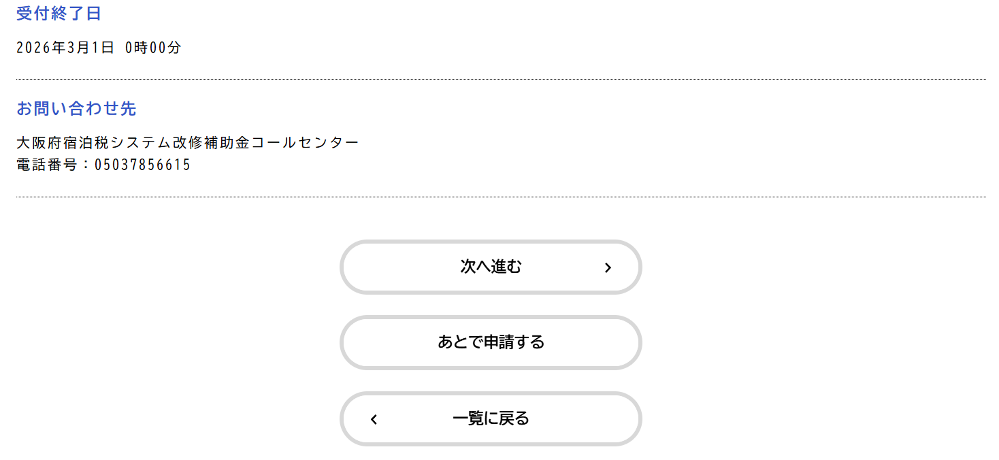 受付終了日
2026年3月1日 0時00分
お問い合わせ先
大阪府宿泊税システム改修補助金コールセンター
電話番号：05037856615
次へ進む
あとで申請する
一覧に戻る